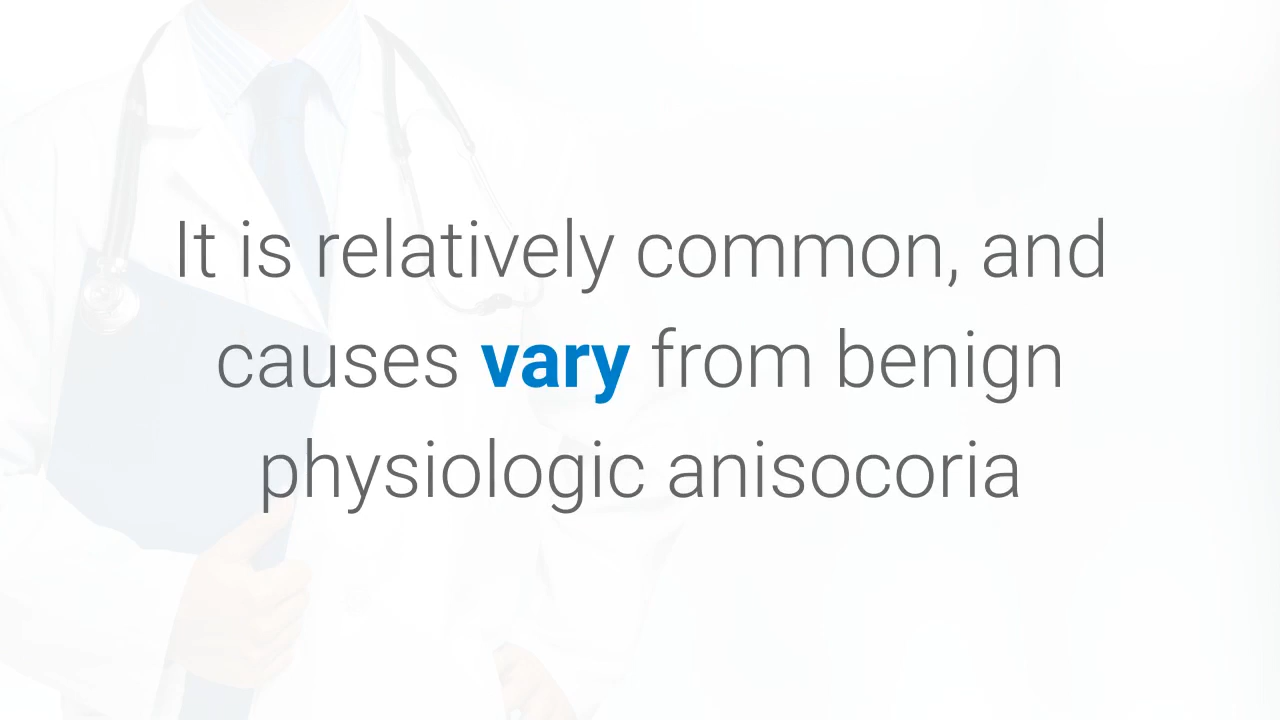 It is relatively common, and
causes vary from benign
physiologic anisocoria